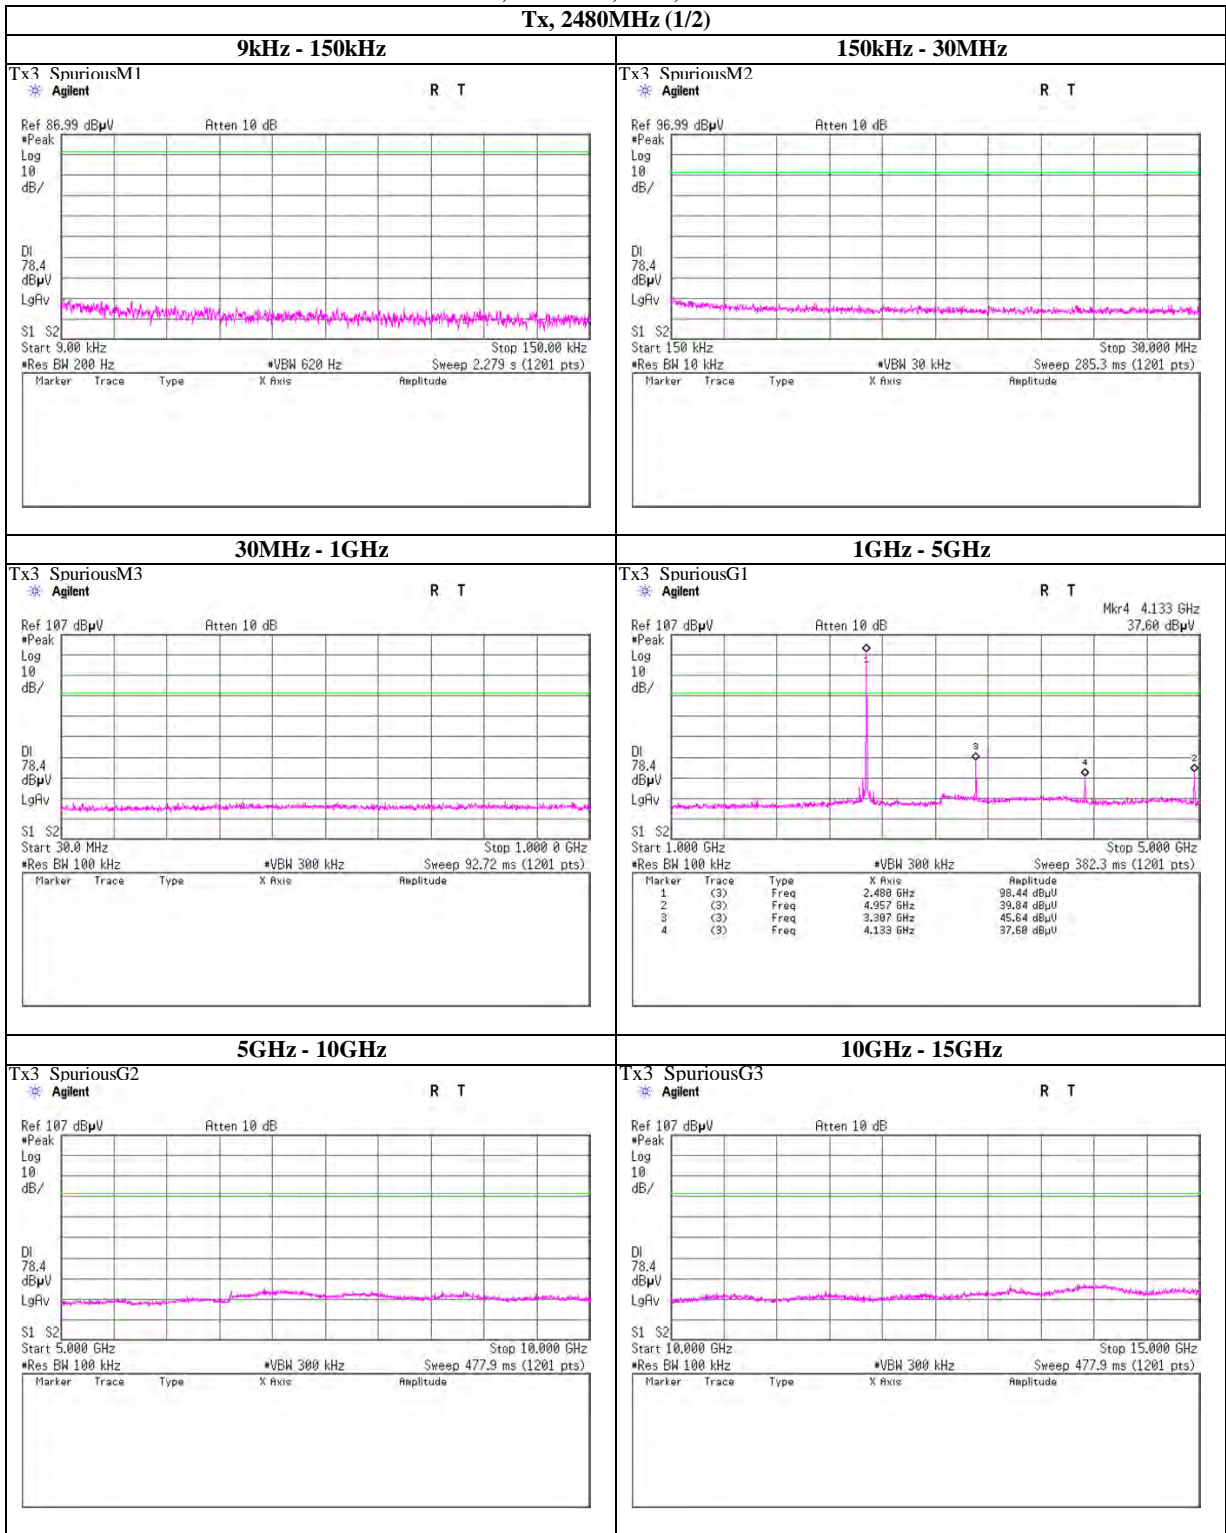 Tx, 2480MHz (1/2)
9kHz - 150kHz
150kHz - 30MHz
Tx3_SpuriousM1
Agilent
R T
Ref 86.99 dBµV
Atten 10 dB
#Peak
Log
10
dB/
DI
78.4
dBµV
LgAv
S1 S2
Start 9.00 kHz
Stop 150.00 kHz
#Res BW 200 Hz
#VBW 620 Hz
Sweep 2.279 s (1201 pts)
Marker Trace Type X Axis Amplitude
Tx3_SpuriousM2
Agilent
R T
Ref 96.99 dBµV
Atten 10 dB
#Peak
Log
10
dB/
DI
78.4
dBµV
LgAv
S1 S2
Start 150 kHz
Stop 30.000 MHz
#Res BW 10 kHz
#VBW 30 kHz
Sweep 285.3 ms (1201 pts)
Marker Trace Type X Axis Amplitude
30MHz - 1GHz
1GHz - 5GHz
Tx3_SpuriousM3
Agilent
R T
Ref 107 dBµV
Atten 10 dB
#Peak
Log
10
dB/
DI
78.4
dBµV
LgAv
S1 S2
Start 30.0 MHz
Stop 1.000 0 GHz
#Res BW 100 kHz
#VBW 300 kHz
Sweep 92.72 ms (1201 pts)
Marker Trace Type X Axis Amplitude
Tx3_SpuriousG1
Agilent
R T
Mkr4 4.133 GHz
Ref 107 dBµV
Atten 10 dB
37.60 dBµV
#Peak
Log
10
dB/
1
3
4
2
DI
78.4
dBµV
LgAv
S1 S2
Start 1.000 GHz
Stop 5.000 GHz
#Res BW 100 kHz
#VBW 300 kHz
Sweep 382.3 ms (1201 pts)
Marker Trace Type X Axis Amplitude
1 (3) Freq 2.480 GHz 98.44 dBµV
2 (3) Freq 4.957 GHz 39.84 dBµV
3 (3) Freq 3.307 GHz 45.64 dBµV
4 (3) Freq 4.133 GHz 37.60 dBµV
5GHz - 10GHz
10GHz - 15GHz
Tx3_SpuriousG2
Agilent
R T
Ref 107 dBµV
Atten 10 dB
#Peak
Log
10
dB/
DI
78.4
dBµV
LgAv
S1 S2
Start 5.000 GHz
Stop 10.000 GHz
#Res BW 100 kHz
#VBW 300 kHz
Sweep 477.9 ms (1201 pts)
Marker Trace Type X Axis Amplitude
Tx3_SpuriousG3
Agilent
R T
Ref 107 dBµV
Atten 10 dB
#Peak
Log
10
dB/
DI
78.4
dBµV
LgAv
S1 S2
Start 10.000 GHz
Stop 15.000 GHz
#Res BW 100 kHz
#VBW 300 kHz
Sweep 477.9 ms (1201 pts)
Marker Trace Type X Axis Amplitude